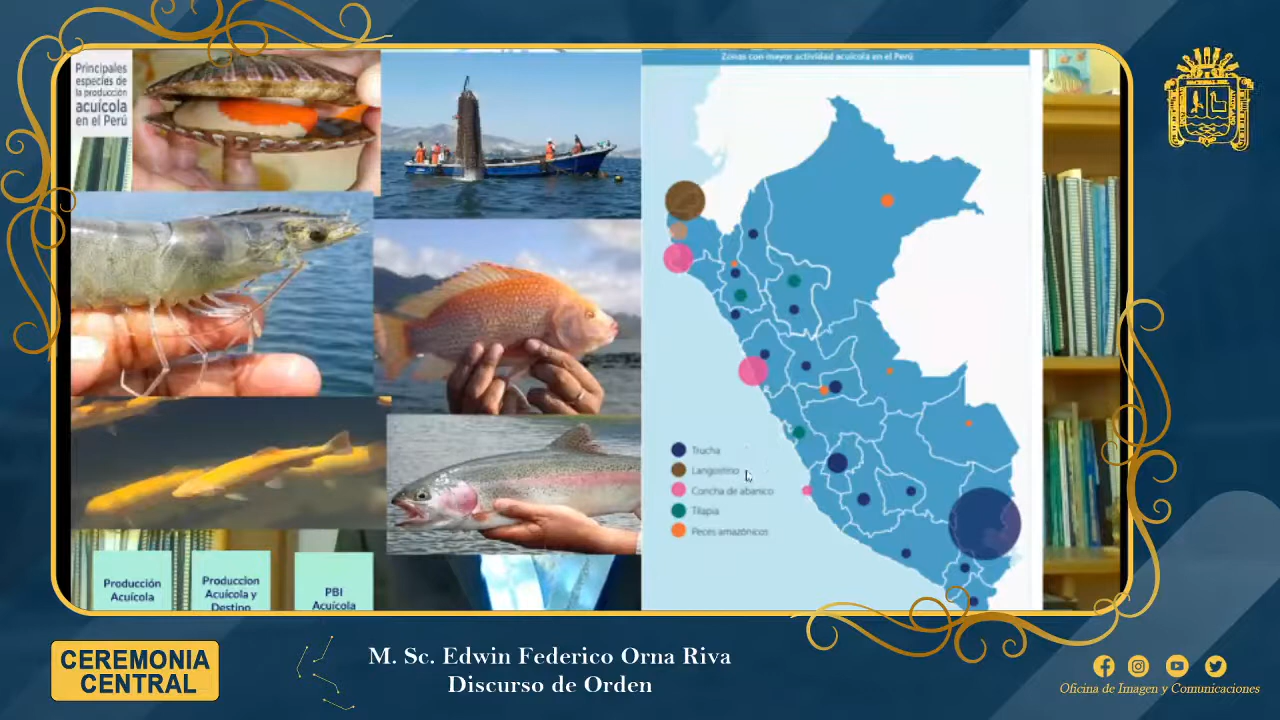 Principales
especies de
la producción
acuícola
en el Perú
Zonas con mayor actividad acuícola en el Perú
Trucha
Langostino
Concha de abanico
Tilapia
Peces amazónicos
Producción
Acuícola
Produccion
Acuícola y
Destino
PBI
Acuícola
CEREMONIA
CENTRAL
M. Sc. Edwin Federico Orna Riva
Discurso de Orden
Oficina de Imagen y Comunicaciones